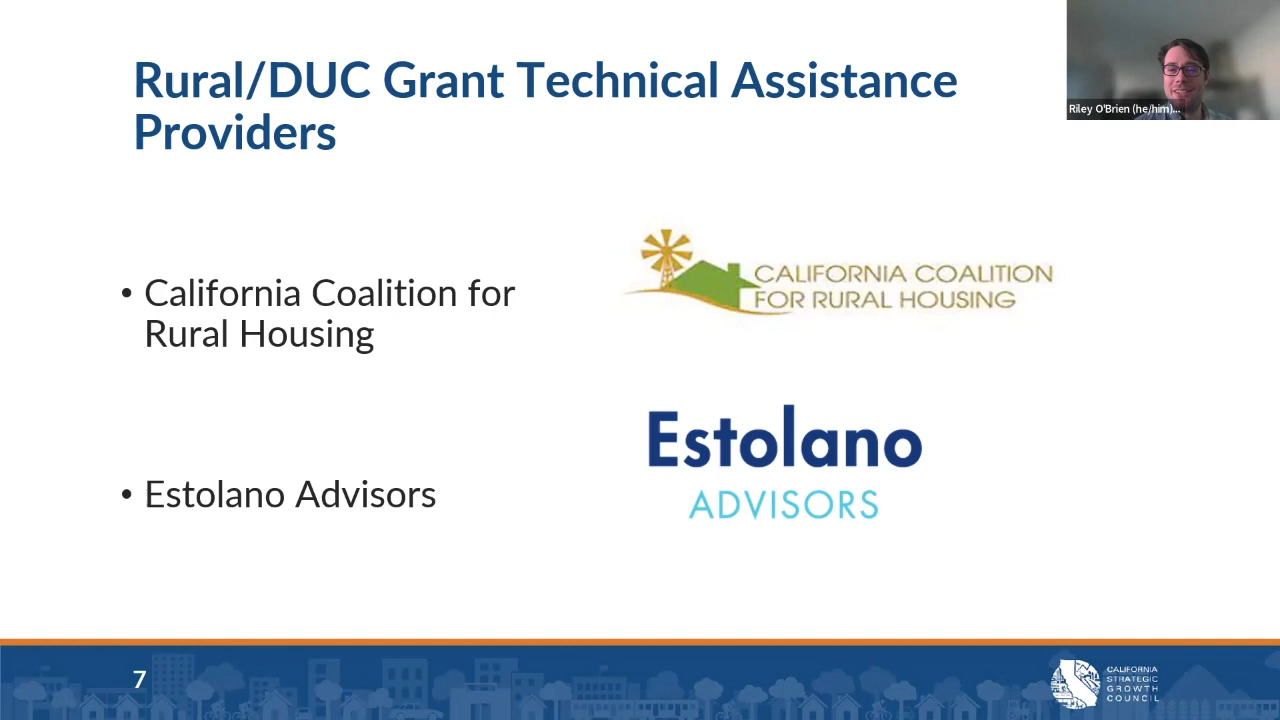 Rural/DUC Grant Technical Assistance
Providers
Riley O'Brien (he/him)...
• California Coalition for
Rural Housing
CALIFORNIA COALITION
FOR RURAL HOUSING
• Estolano Advisors
Estolano
ADVISORS
7
CALIFORNIA
STRATEGIC
GROWTH
COUNCIL